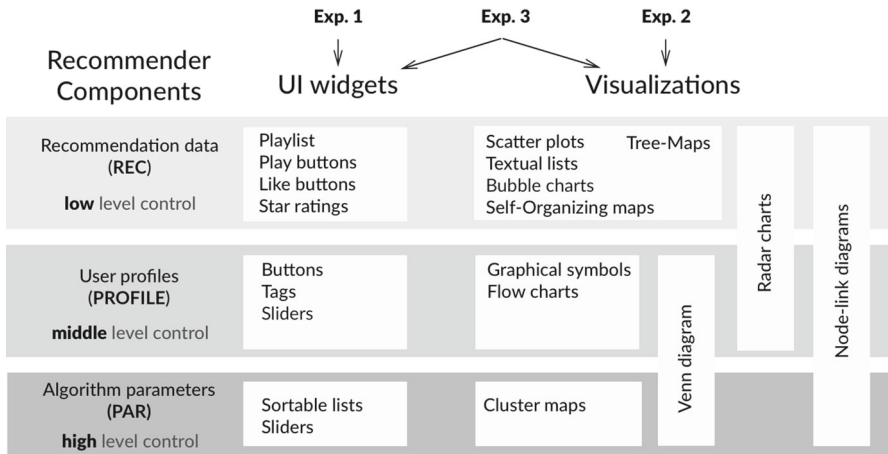 Exp. 1
Exp. 3
Exp. 2
Recommender
Components
UI widgets
Visualizations
Recommendation data
(REC)
low level control
Playlist
Play buttons
Like buttons
Star ratings
Scatter plots
Tree-Maps
Textual lists
Bubble charts
Self-Organizing maps
Radar charts
Node-link diagrams
User profiles
(PROFILE)
middle level control
Buttons
Tags
Sliders
Graphical symbols
Flow charts
Venn diagram
Algorithm parameters
(PAR)
high level control
Sortable lists
Sliders
Cluster maps